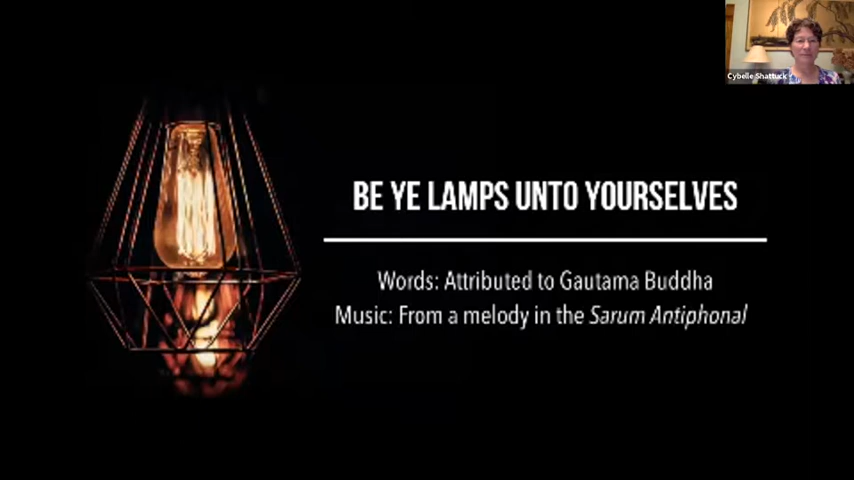 Cybelle Shattuck
BE YE LAMPS UNTO YOURSELVES
Words: Attributed to Gautama Buddha
Music: From a melody in the Sarum Antiphonal